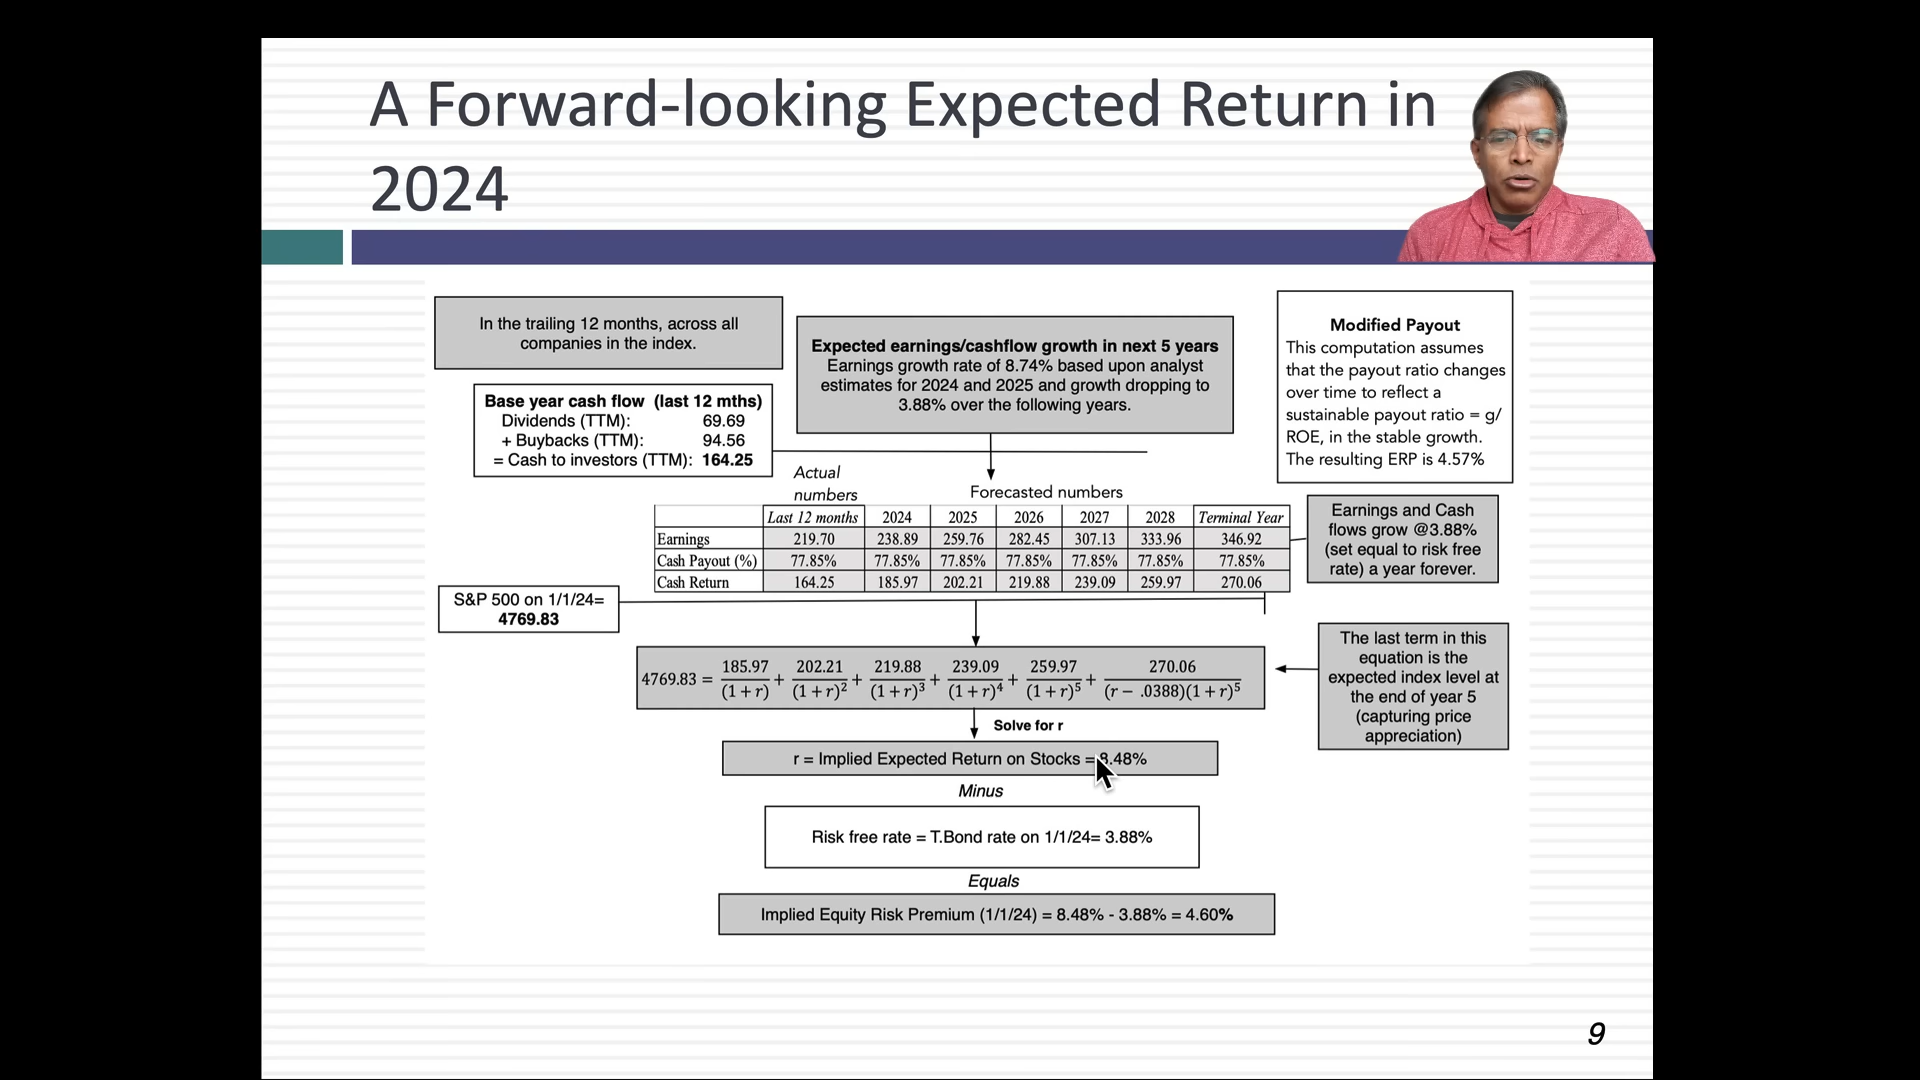 A Forward-looking Expected Return in
2024
In the trailing 12 months, across all
companies in the index.
Expected earnings/cashflow growth in next 5 years
Earnings growth rate of 8.74% based upon analyst
estimates for 2024 and 2025 and growth dropping to
3.88% over the following years.
Modified Payout
This computation assumes
that the payout ratio changes
over time to reflect a
sustainable payout ratio = g/
ROE, in the stable growth.
The resulting ERP is 4.57%
Base year cash flow (last 12 mths)
Dividends (TTM): 69.69
+ Buybacks (TTM): 94.56
= Cash to investors (TTM): 164.25
Actual
numbers
Forecasted numbers
Last 12 months 2024 2025 2026 2027 2028 Terminal Year
Earnings 219.70 238.89 259.76 282.45 307.13 333.96 346.92
Cash Payout (%) 77.85% 77.85% 77.85% 77.85% 77.85% 77.85% 77.85%
Cash Return 164.25 185.97 202.21 219.88 239.09 259.97 270.06
Earnings and Cash
flows grow @3.88%
(set equal to risk free
rate) a year forever.
S&P 500 on 1/1/24=
4769.83
4769.83 = 185.97/(1+r) + 202.21/(1+r)² + 219.88/(1+r)³ + 239.09/(1+r)⁴ + 259.97/(1+r)⁵ + 270.06/(r − .0388)(1+r)⁵
The last term in this
equation is the
expected index level at
the end of year 5
(capturing price
appreciation)
Solve for r
r = Implied Expected Return on Stocks = 8.48%
Minus
Risk free rate = T.Bond rate on 1/1/24= 3.88%
Equals
Implied Equity Risk Premium (1/1/24) = 8.48% - 3.88% = 4.60%
9